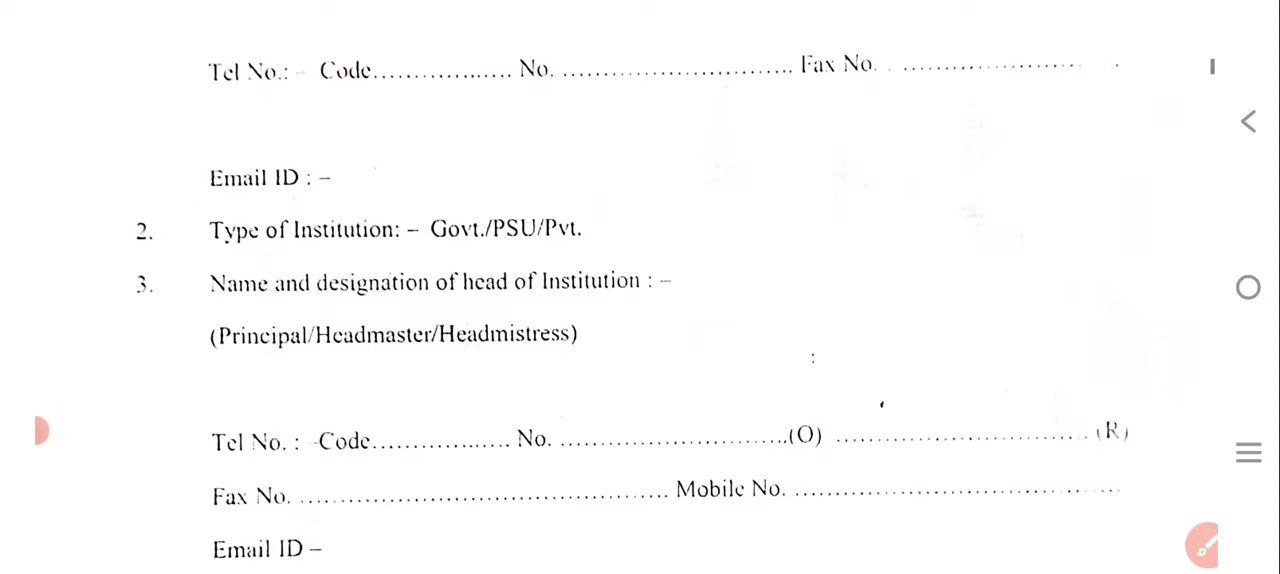 Tel No.: - Code.................. No. ............................. Fax No. . .......................
Email ID : –
2. Type of Institution: – Govt./PSU/Pvt.
3. Name and designation of head of Institution : –
(Principal/Headmaster/Headmistress)
:
Tel No. : -Code.................. No. .............................(O) ................................ (R)
Fax No. .............................................. Mobile No. .........................................
Email ID –